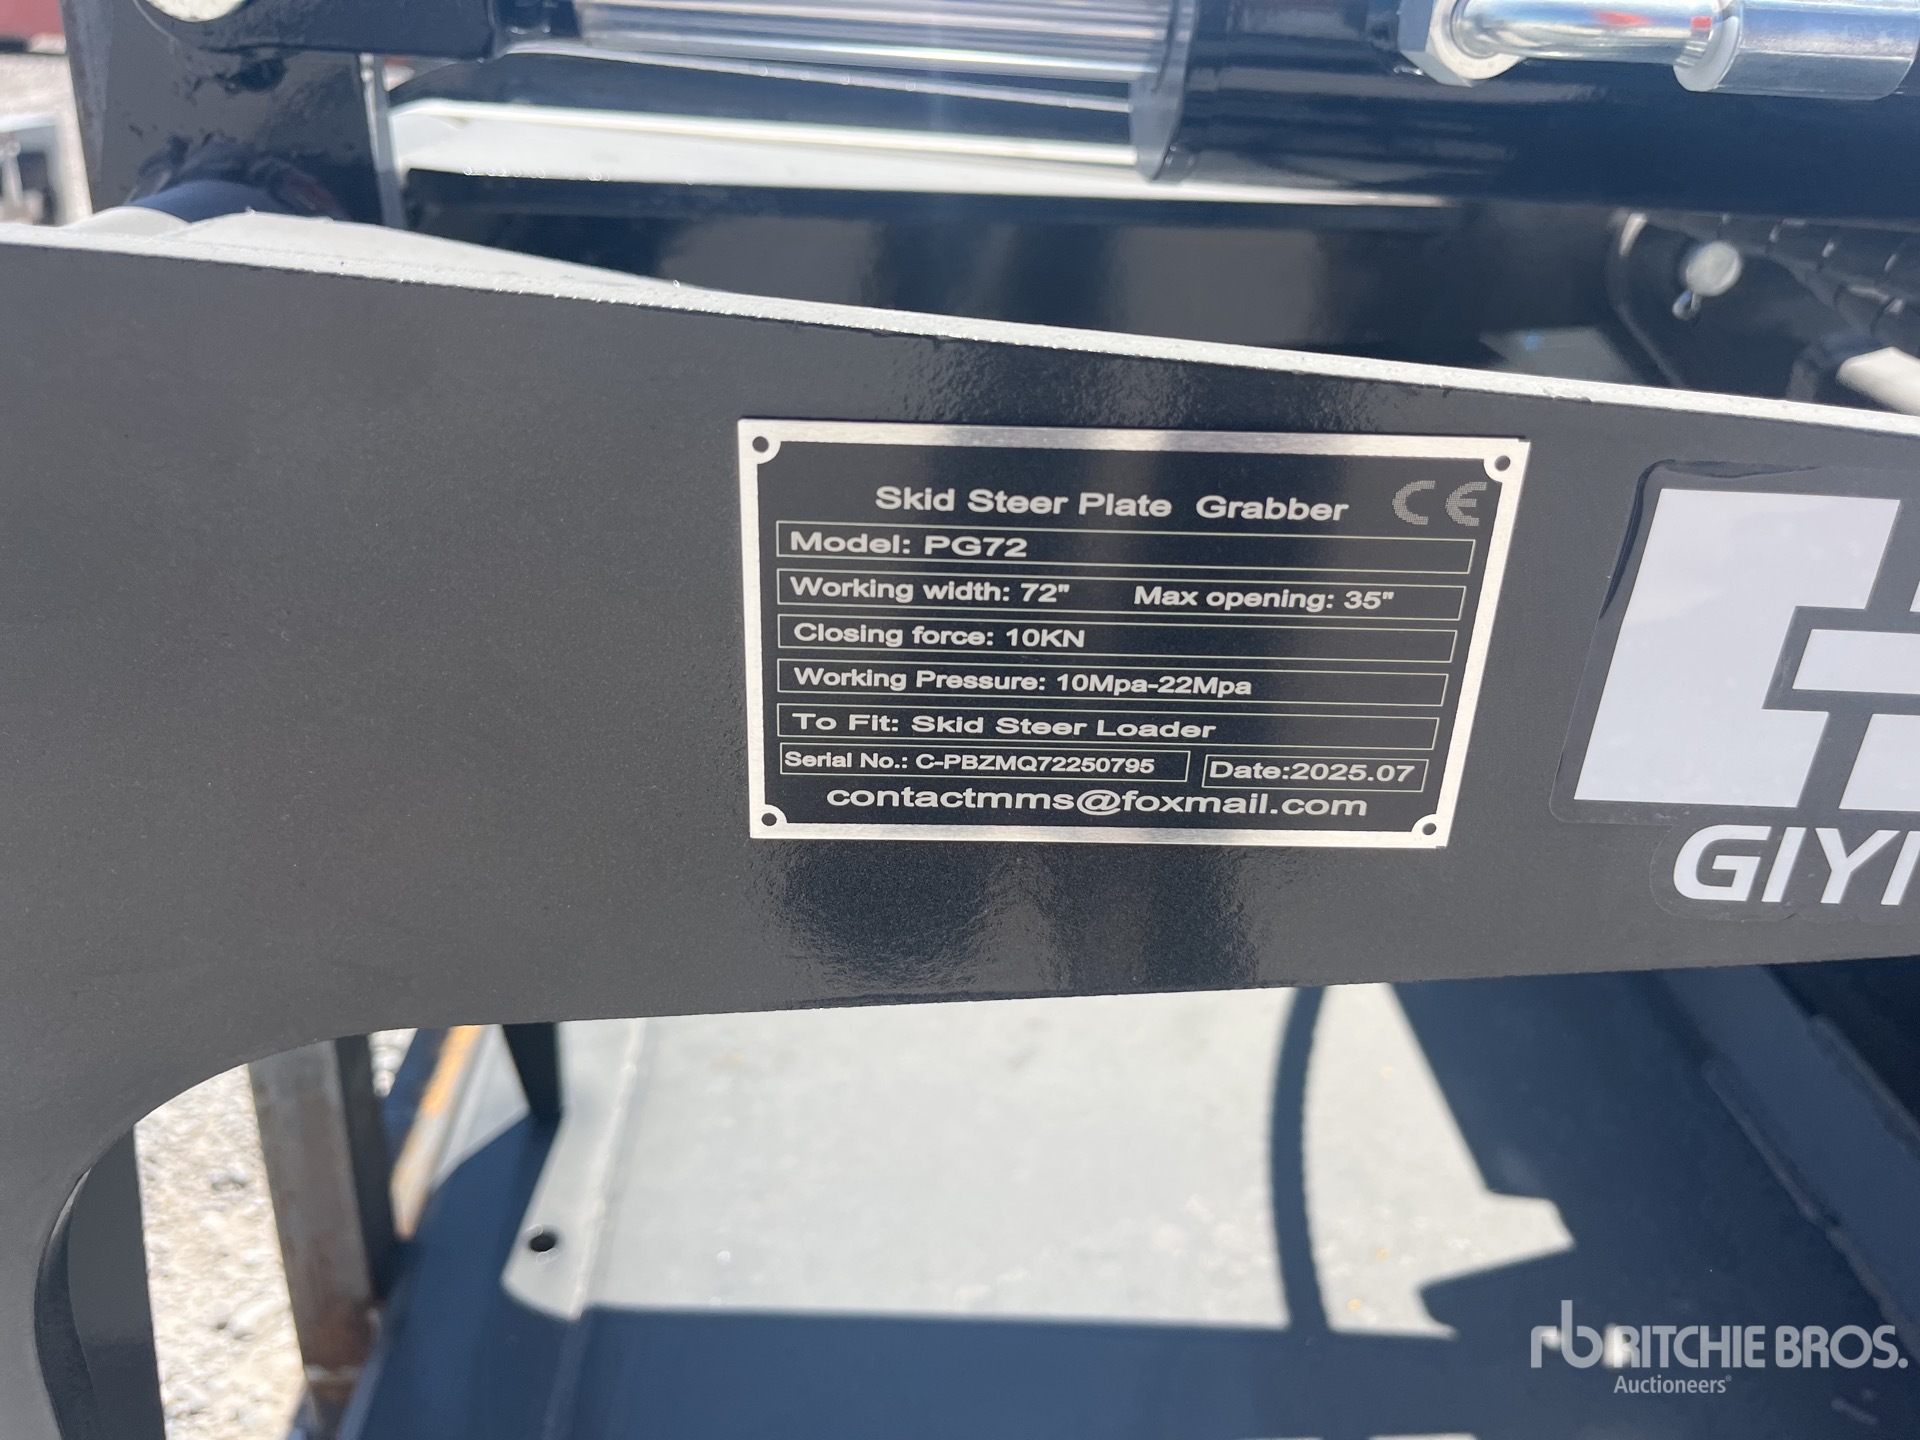 Skid Steer Plate Grabber CE
Model: PG72
Working width: 72" Max opening: 35"
Closing force: 10KN
Working Pressure: 10Mpa-22Mpa
To Fit: Skid Steer Loader
Serial No.: C-PBZMQ72250795 Date:2025.07
contactmms@foxmail.com
GIYI
rb RITCHIE BROS.
Auctioneers